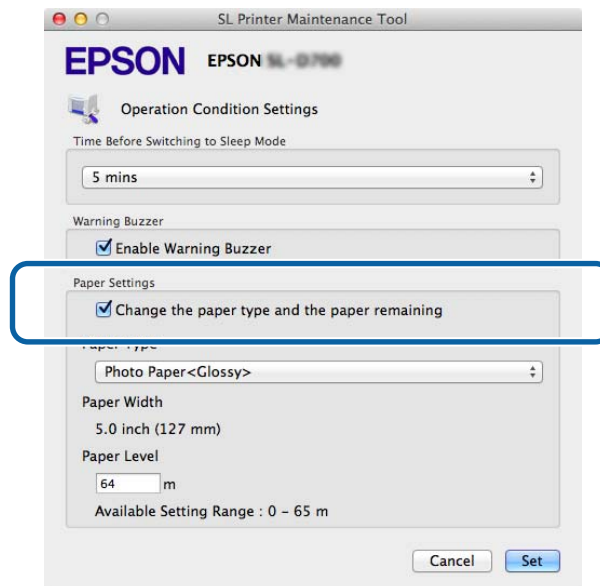 SL Printer Maintenance Tool
EPSON EPSON
Operation Condition Settings
Time Before Switching to Sleep Mode
5 mins
Warning Buzzer
Enable Warning Buzzer
Paper Settings
Change the paper type and the paper remaining
Paper Type
Photo Paper<Glossy>
Paper Width
5.0 inch (127 mm)
Paper Level
64 m
Available Setting Range : 0 – 65 m
Cancel Set